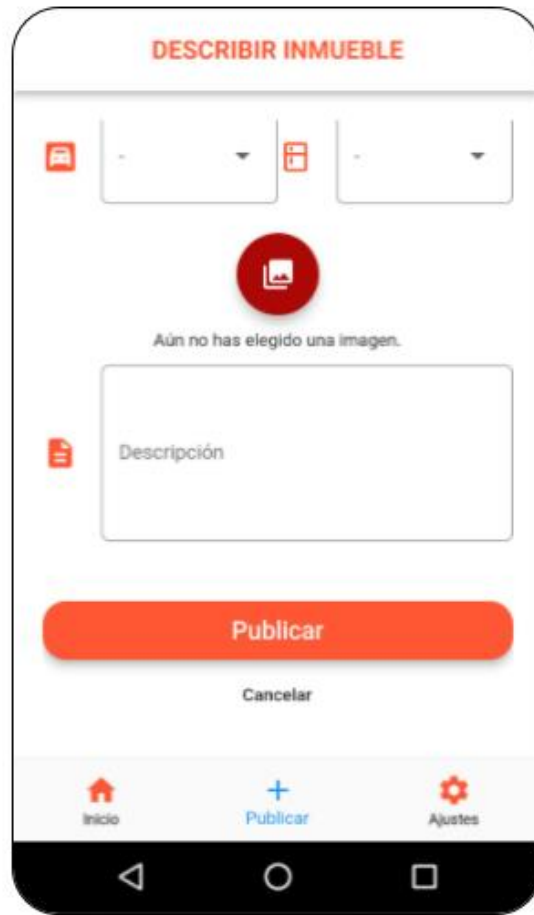 DESCRIBIR INMUEBLE
-
-
Aún no has elegido una imagen.
Descripción
Publicar
Cancelar
Inicio
Publicar
Ajustes